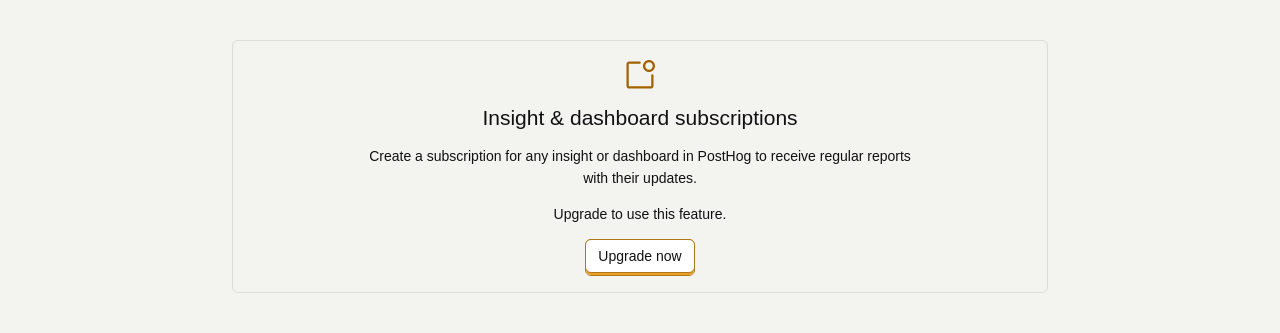 Insight & dashboard subscriptions
Create a subscription for any insight or dashboard in PostHog to receive regular reports
with their updates.
Upgrade to use this feature.
Upgrade now